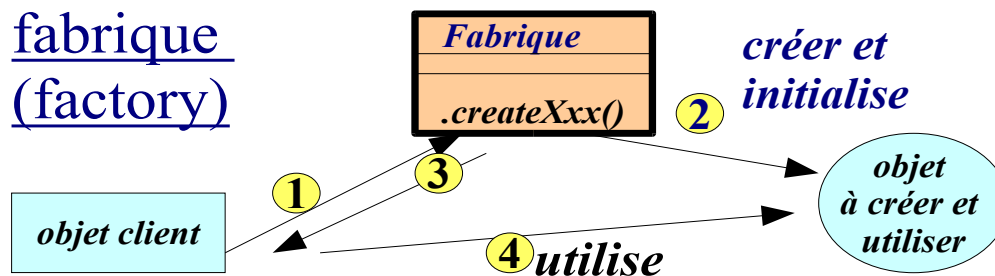 fabrique
(factory)
Fabrique
.createXxx()
créer et
initialise
2
1
3
objet client
objet
à créer et
utiliser
4
utilise